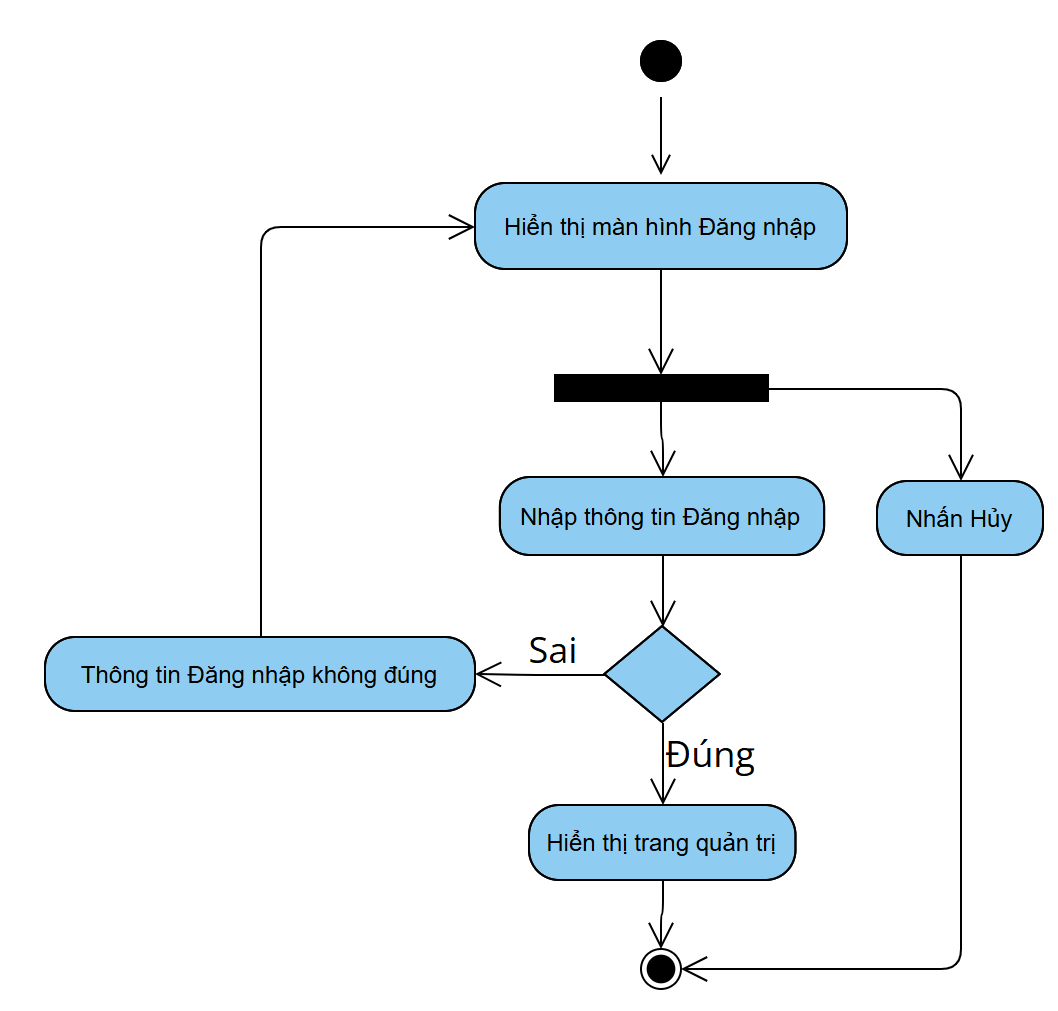 Hiển thị màn hình Đăng nhập
Nhập thông tin Đăng nhập
Nhấn Hủy
Sai
Thông tin Đăng nhập không đúng
Đúng
Hiển thị trang quản trị